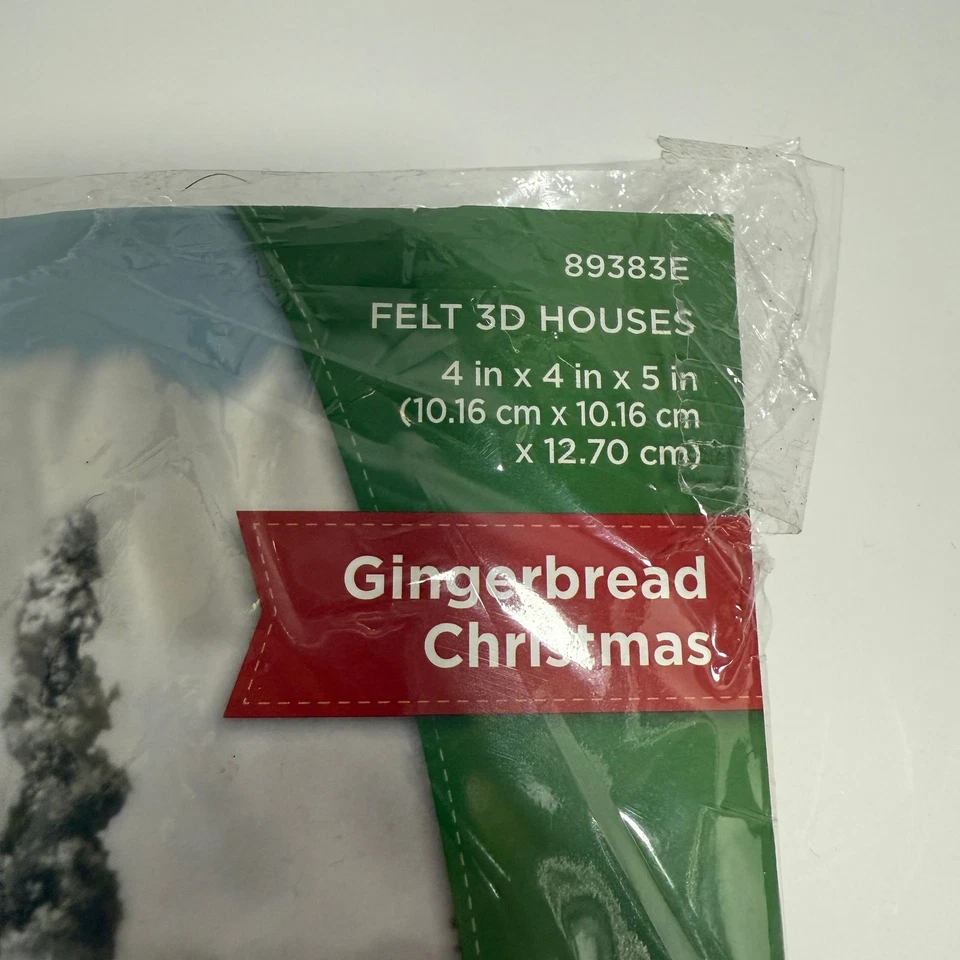 89383E
FELT 3D HOUSES
4 in x 4 in x 5 in
(10.16 cm x 10.16 cm
x 12.70 cm)
Gingerbread
Christmas